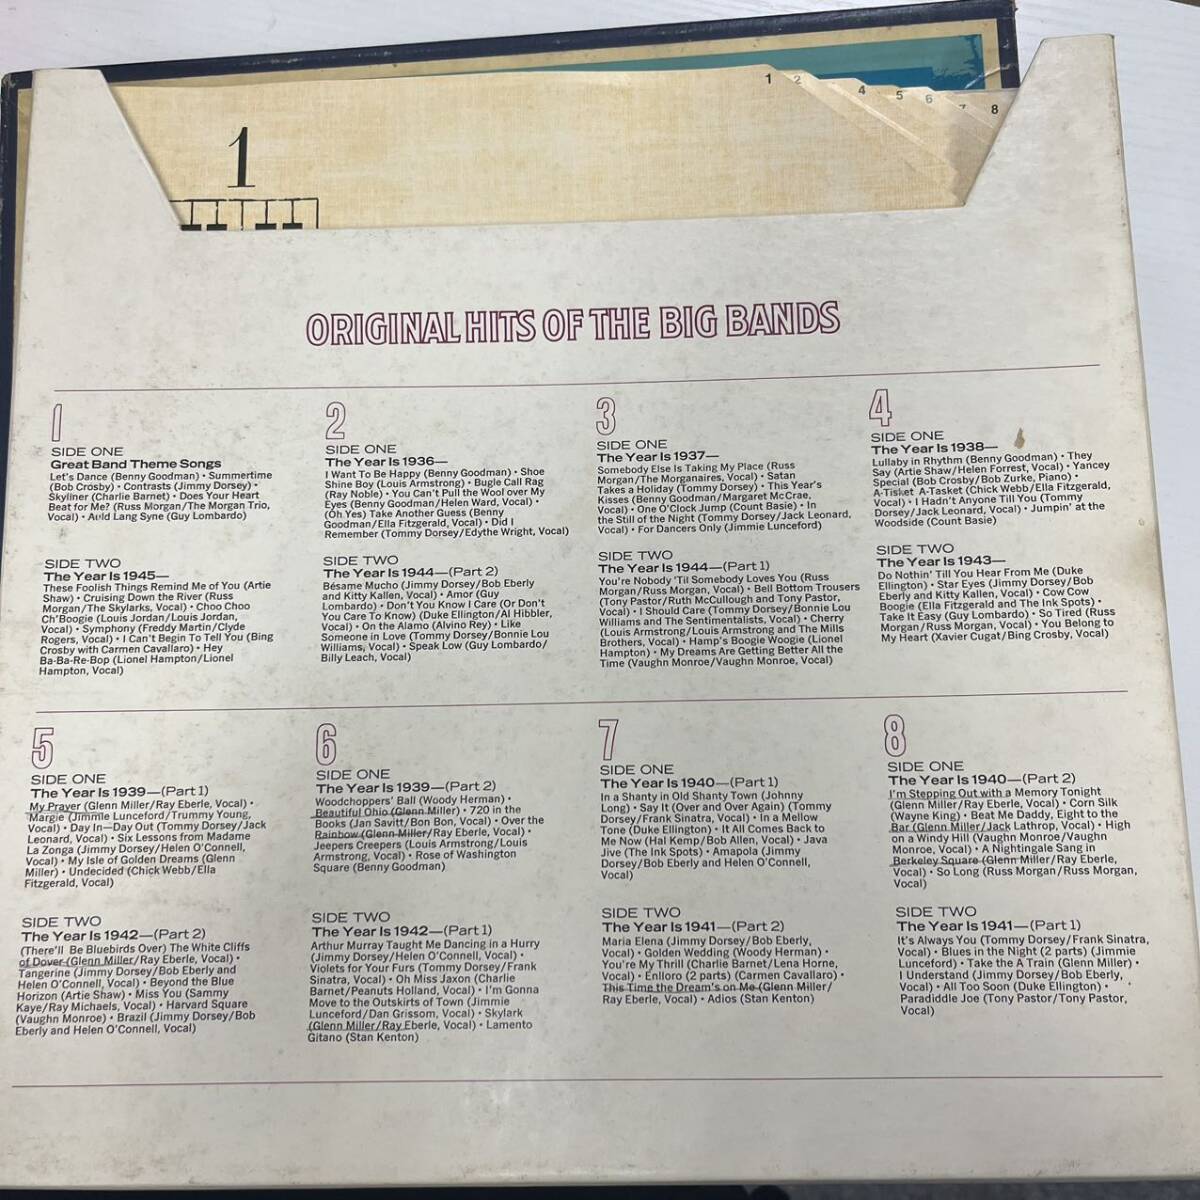 1
2
4
5
6
7
8
1
ORIGINAL HITS OF THE BIG BANDS
1
SIDE ONE
Great Band Theme Songs
Let's Dance (Benny Goodman) • Summertime
(Bob Crosby) • Contrasts (Jimmy Dorsey) •
Skyliner (Charlie Barnet) • Does Your Heart
Beat for Me? (Russ Morgan/The Morgan Trio,
Vocal) • Auld Lang Syne (Guy Lombardo)
SIDE TWO
The Year Is 1945—
These Foolish Things Remind Me of You (Artie
Shaw) • Cruising Down the River (Russ
Morgan/The Skylarks, Vocal) • Choo Choo
Ch'Boogie (Louis Jordan/Louis Jordan,
Vocal) • Symphony (Freddy Martin/Clyde
Rogers, Vocal) • I Can't Begin To Tell You (Bing
Crosby with Carmen Cavallaro) • Hey
Ba-Ba-Re-Bop (Lionel Hampton/Lionel
Hampton, Vocal)
2
SIDE ONE
The Year Is 1936—
I Want To Be Happy (Benny Goodman) • Shoe
Shine Boy (Louis Armstrong) • Bugle Call Rag
(Ray Noble) • You Can't Pull the Wool over My
Eyes (Benny Goodman/Helen Ward, Vocal) •
(Oh Yes) Take Another Guess (Benny
Goodman/Ella Fitzgerald, Vocal) • Did I
Remember (Tommy Dorsey/Edythe Wright, Vocal)
SIDE TWO
The Year Is 1944—(Part 2)
Bésame Mucho (Jimmy Dorsey/Bob Eberly
and Kitty Kallen, Vocal) • Amor (Guy
Lombardo) • Don't You Know I Care (Or Don't
You Care To Know) (Duke Ellington/Al Hibbler,
Vocal) • On the Alamo (Alvino Rey) • Like
Someone in Love (Tommy Dorsey/Bonnie Lou
Williams, Vocal) • Speak Low (Guy Lombardo/
Billy Leach, Vocal)
3
SIDE ONE
The Year Is 1937—
Somebody Else Is Taking My Place (Russ
Morgan/The Morganaires, Vocal) • Satan
Takes a Holiday (Tommy Dorsey) • This Year's
Kisses (Benny Goodman/Margaret McCrae,
Vocal) • One O'Clock Jump (Count Basie) • In
the Still of the Night (Tommy Dorsey/Jack Leonard,
Vocal) • For Dancers Only (Jimmie Lunceford)
SIDE TWO
The Year Is 1944—(Part 1)
You're Nobody 'Til Somebody Loves You (Russ
Morgan/Russ Morgan, Vocal) • Bell Bottom Trousers
(Tony Pastor/Ruth McCullough and Tony Pastor,
Vocal) • I Should Care (Tommy Dorsey/Bonnie Lou
Williams and The Sentimentalists, Vocal) • Cherry
(Louis Armstrong/Louis Armstrong and The Mills
Brothers, Vocal) • Hamp's Boogie Woogie (Lionel
Hampton) • My Dreams Are Getting Better All the
Time (Vaughn Monroe/Vaughn Monroe, Vocal)
4
SIDE ONE
The Year Is 1938—
Lullaby in Rhythm (Benny Goodman) • They
Say (Artie Shaw/Helen Forrest, Vocal) • Yancey
Special (Bob Crosby/Bob Zurke, Piano) •
A-Tisket A-Tasket (Chick Webb/Ella Fitzgerald,
Vocal) • I Hadn't Anyone Till You (Tommy
Dorsey/Jack Leonard, Vocal) • Jumpin' at the
Woodside (Count Basie)
SIDE TWO
The Year Is 1943—
Do Nothin' Till You Hear From Me (Duke
Ellington) • Star Eyes (Jimmy Dorsey/Bob
Eberly and Kitty Kallen, Vocal) • Cow Cow
Boogie (Ella Fitzgerald and The Ink Spots) •
Take It Easy (Guy Lombardo) • So Tired (Russ
Morgan/Russ Morgan, Vocal) • You Belong to
My Heart (Xavier Cugat/Bing Crosby, Vocal)
5
SIDE ONE
The Year Is 1939—(Part 1)
My Prayer (Glenn Miller/Ray Eberle, Vocal) •
Margie (Jimmie Lunceford/Trummy Young,
Vocal) • Day In—Day Out (Tommy Dorsey/Jack
Leonard, Vocal) • Six Lessons from Madame
La Zonga (Jimmy Dorsey/Helen O'Connell,
Vocal) • My Isle of Golden Dreams (Glenn
Miller) • Undecided (Chick Webb/Ella
Fitzgerald, Vocal)
SIDE TWO
The Year Is 1942—(Part 2)
(There'll Be Bluebirds Over) The White Cliffs
of Dover (Glenn Miller/Ray Eberle, Vocal) •
Tangerine (Jimmy Dorsey/Bob Eberly and
Helen O'Connell, Vocal) • Beyond the Blue
Horizon (Artie Shaw) • Miss You (Sammy
Kaye/Ray Michaels, Vocal) • Harvard Square
(Vaughn Monroe) • Brazil (Jimmy Dorsey/Bob
Eberly and Helen O'Connell, Vocal)
6
SIDE ONE
The Year Is 1939—(Part 2)
Woodchoppers' Ball (Woody Herman) •
Beautiful Ohio (Glenn Miller) • 720 in the
Books (Jan Savitt/Bon Bon, Vocal) • Over the
Rainbow (Glenn Miller/Ray Eberle, Vocal) •
Jeepers Creepers (Louis Armstrong/Louis
Armstrong, Vocal) • Rose of Washington
Square (Benny Goodman)
SIDE TWO
The Year Is 1942—(Part 1)
Arthur Murray Taught Me Dancing in a Hurry
(Jimmy Dorsey/Helen O'Connell, Vocal) •
Violets for Your Furs (Tommy Dorsey/Frank
Sinatra, Vocal) • Oh Miss Jaxon (Charlie
Barnet/Peanuts Holland, Vocal) • I'm Gonna
Move to the Outskirts of Town (Jimmie
Lunceford/Dan Grissom, Vocal) • Skylark
(Glenn Miller/Ray Eberle, Vocal) • Lamento
Gitano (Stan Kenton)
7
SIDE ONE
The Year Is 1940—(Part 1)
In a Shanty in Old Shanty Town (Johnny
Long) • Say It (Over and Over Again) (Tommy
Dorsey/Frank Sinatra, Vocal) • In a Mellow
Tone (Duke Ellington) • It All Comes Back to
Me Now (Hal Kemp/Bob Allen, Vocal) • Java
Jive (The Ink Spots) • Amapola (Jimmy
Dorsey/Bob Eberly and Helen O'Connell,
Vocal)
SIDE TWO
The Year Is 1941—(Part 2)
Maria Elena (Jimmy Dorsey/Bob Eberly,
Vocal) • Golden Wedding (Woody Herman) •
You're My Thrill (Charlie Barnet/Lena Horne,
Vocal) • Enlloro (2 parts) (Carmen Cavallaro) •
This Time the Dream's on Me (Glenn Miller/
Ray Eberle, Vocal) • Adios (Stan Kenton)
8
SIDE ONE
The Year Is 1940—(Part 2)
I'm Stepping Out with a Memory Tonight
(Glenn Miller/Ray Eberle, Vocal) • Corn Silk
(Wayne King) • Beat Me Daddy, Eight to the
Bar (Glenn Miller/Jack Lathrop, Vocal) • High
on a Windy Hill (Vaughn Monroe/Vaughn
Monroe, Vocal) • A Nightingale Sang in
Berkeley Square (Glenn Miller/Ray Eberle,
Vocal) • So Long (Russ Morgan/Russ Morgan,
Vocal)
SIDE TWO
The Year Is 1941—(Part 1)
It's Always You (Tommy Dorsey/Frank Sinatra,
Vocal) • Blues in the Night (2 parts) (Jimmie
Lunceford) • Take the A Train (Glenn Miller) •
I Understand (Jimmy Dorsey/Bob Eberly,
Vocal) • All Too Soon (Duke Ellington) •
Paradiddle Joe (Tony Pastor/Tony Pastor,
Vocal)